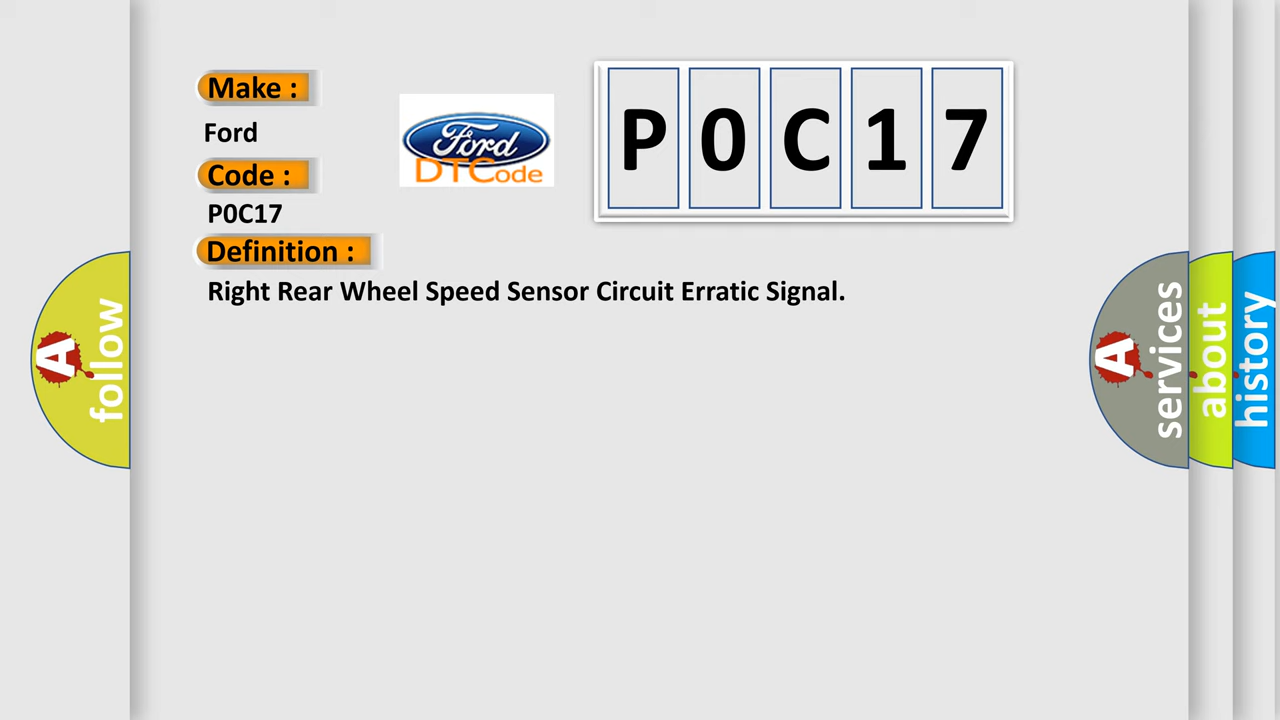 Make :
Ford
Code :
P0C17
Definition :
Right Rear Wheel Speed Sensor Circuit Erratic Signal.
Ford
DTCode
P 0 C 1 7
A follow
A services
about
history